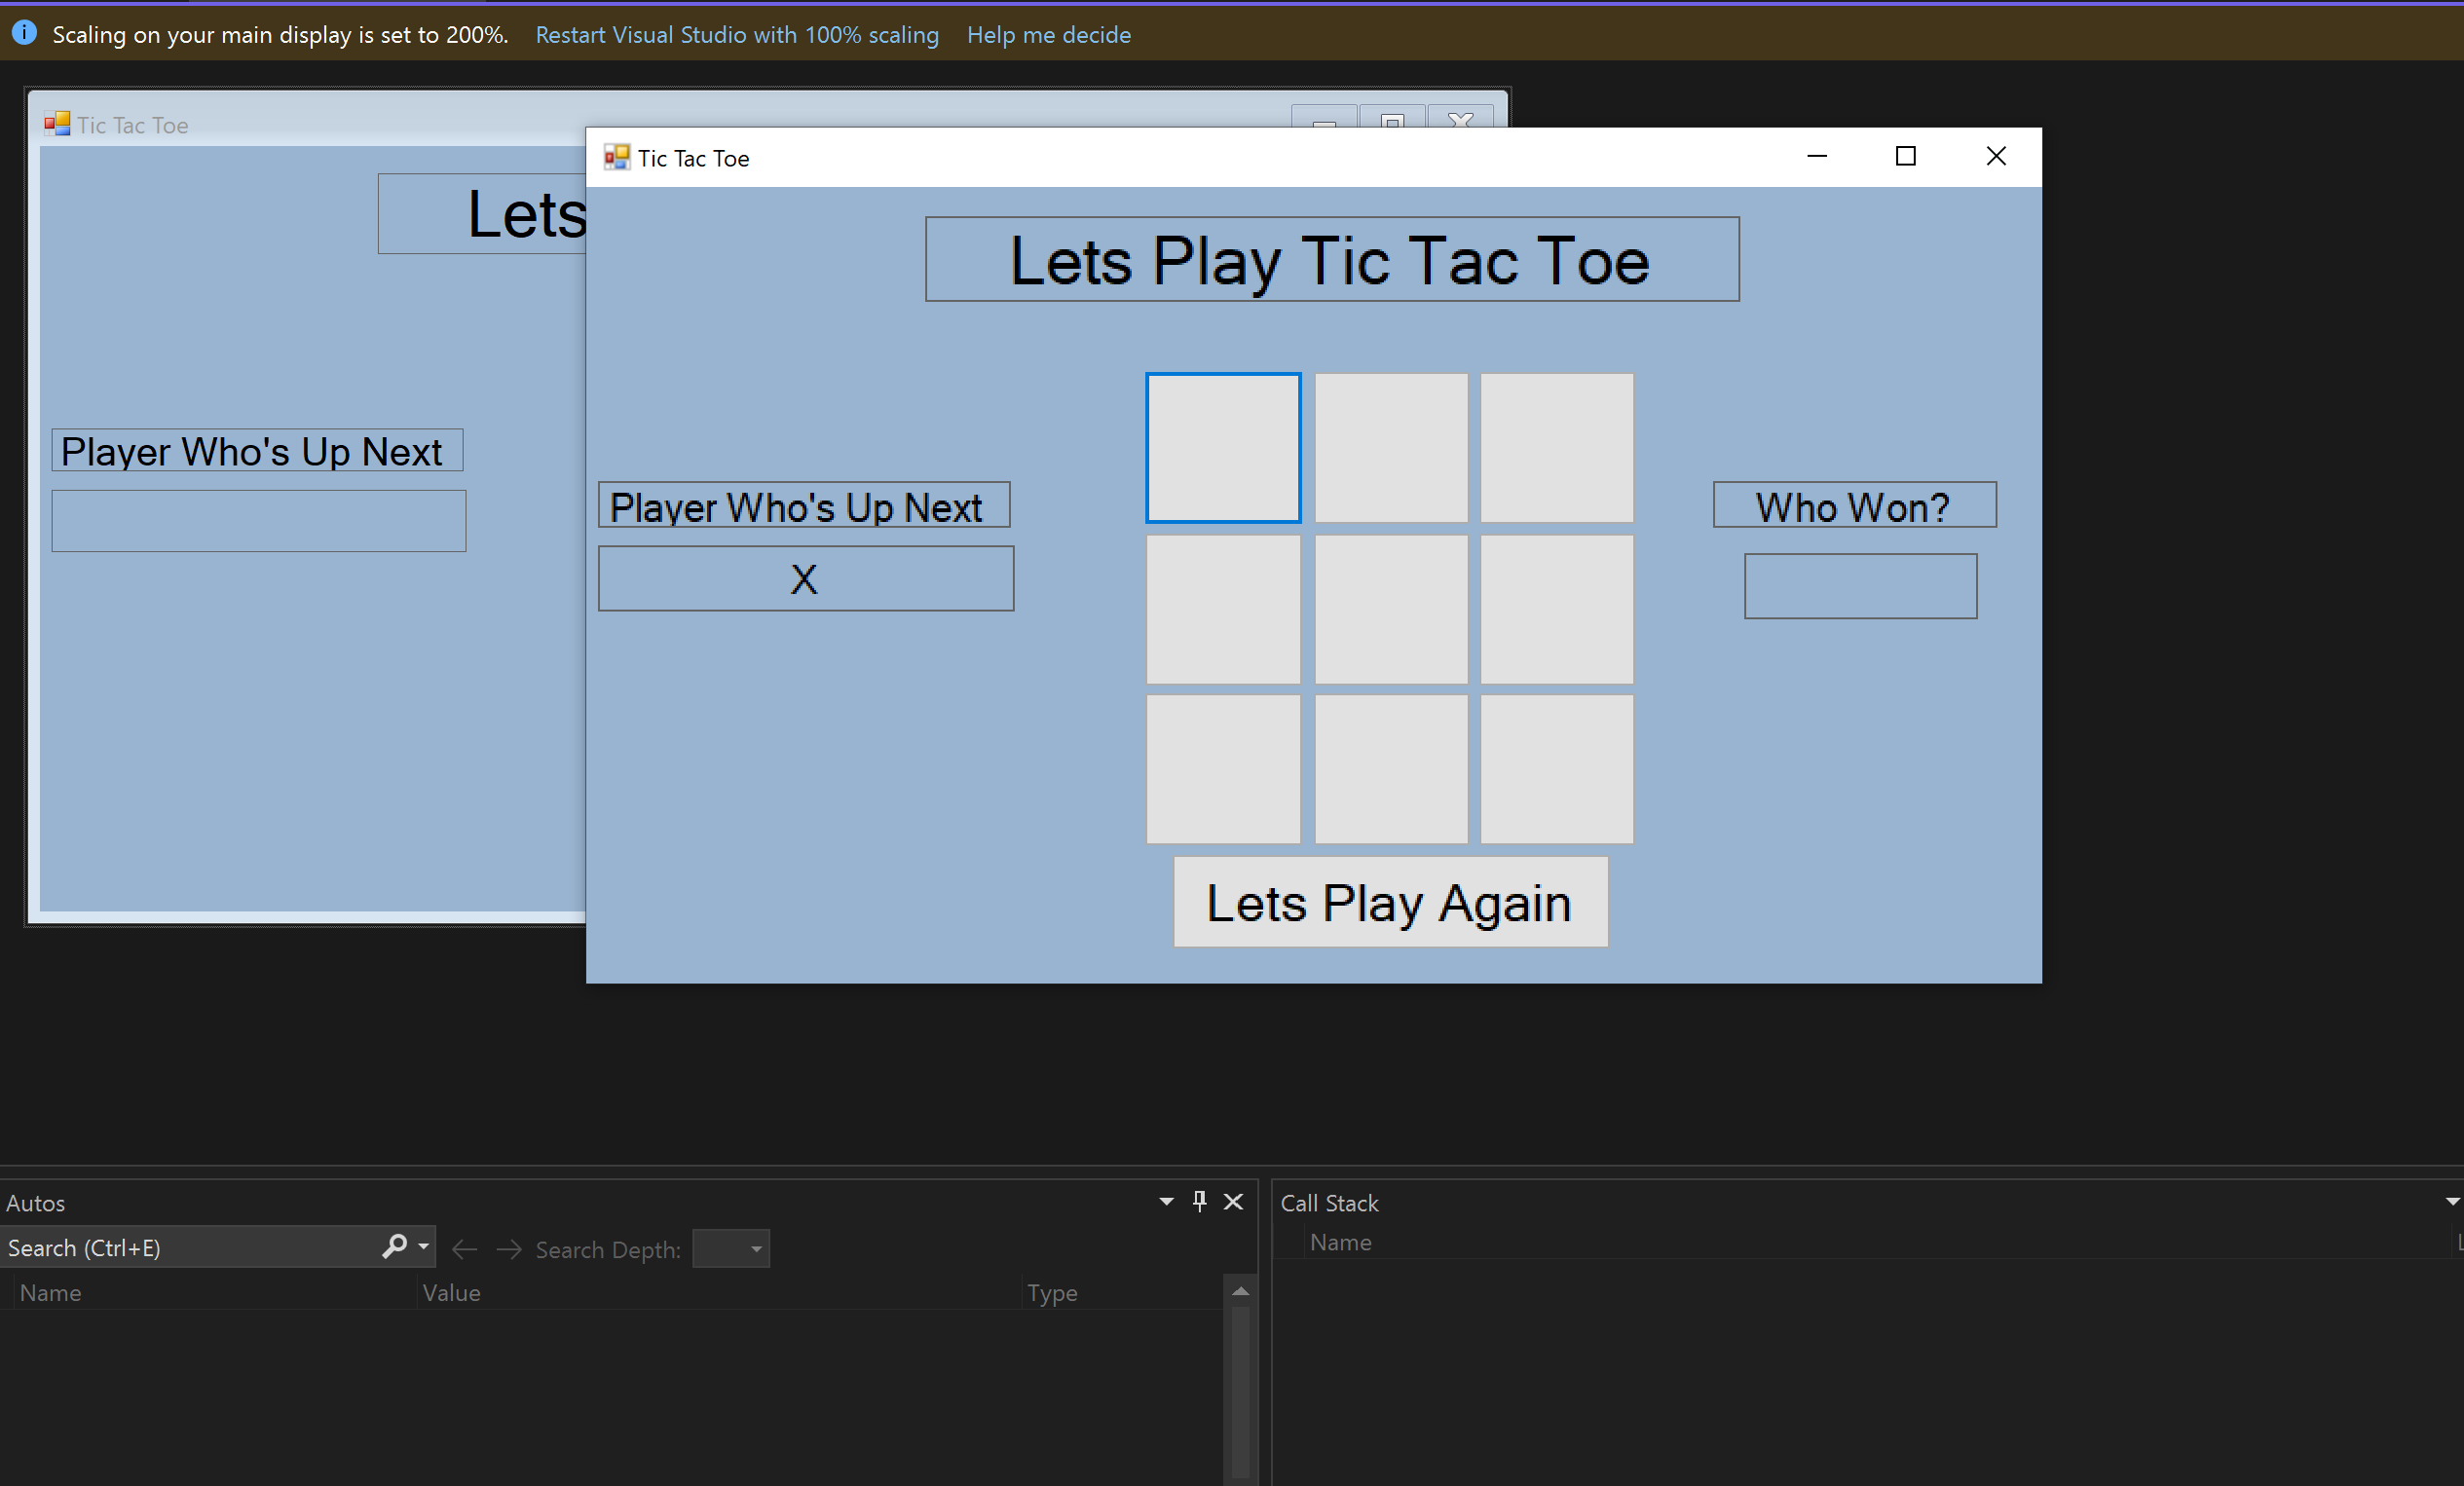 Scaling on your main display is set to 200%. Restart Visual Studio with 100% scaling Help me decide
Tic Tac Toe
Lets
Player Who's Up Next
Tic Tac Toe
Lets Play Tic Tac Toe
Player Who's Up Next
X
Who Won?
Lets Play Again
Autos
Search (Ctrl+E) Search Depth:
Name Value Type
Call Stack
Name